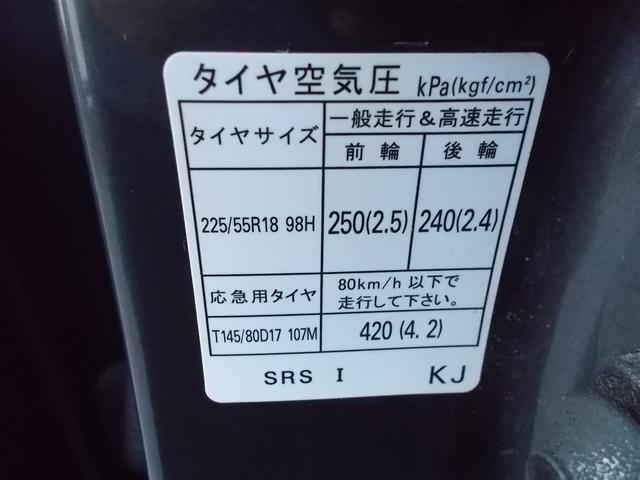 タイヤ空気圧 kPa(kgf/cm²)
タイヤサイズ 一般走行&高速走行
前輪 後輪
225/55R18 98H 250(2.5) 240(2.4)
応急用タイヤ 80km/h 以下で
走行して下さい。
T145/80D17 107M 420(4.2)
SRS I KJ